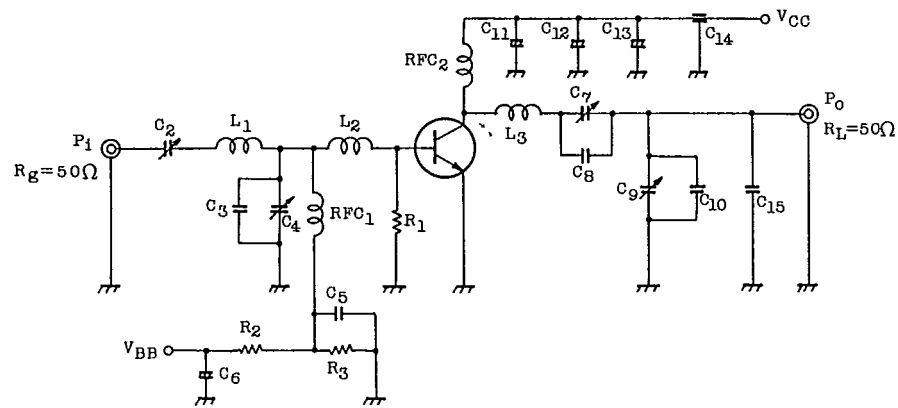 C11
C12
C13
C14
VCC
RFC2
Pi
C2
L1
L2
L3
C7
Po
Rg=50Ω
RL=50Ω
C8
C3
C4
RFC1
R1
C9
C10
C15
C5
VBB
R2
R3
C6